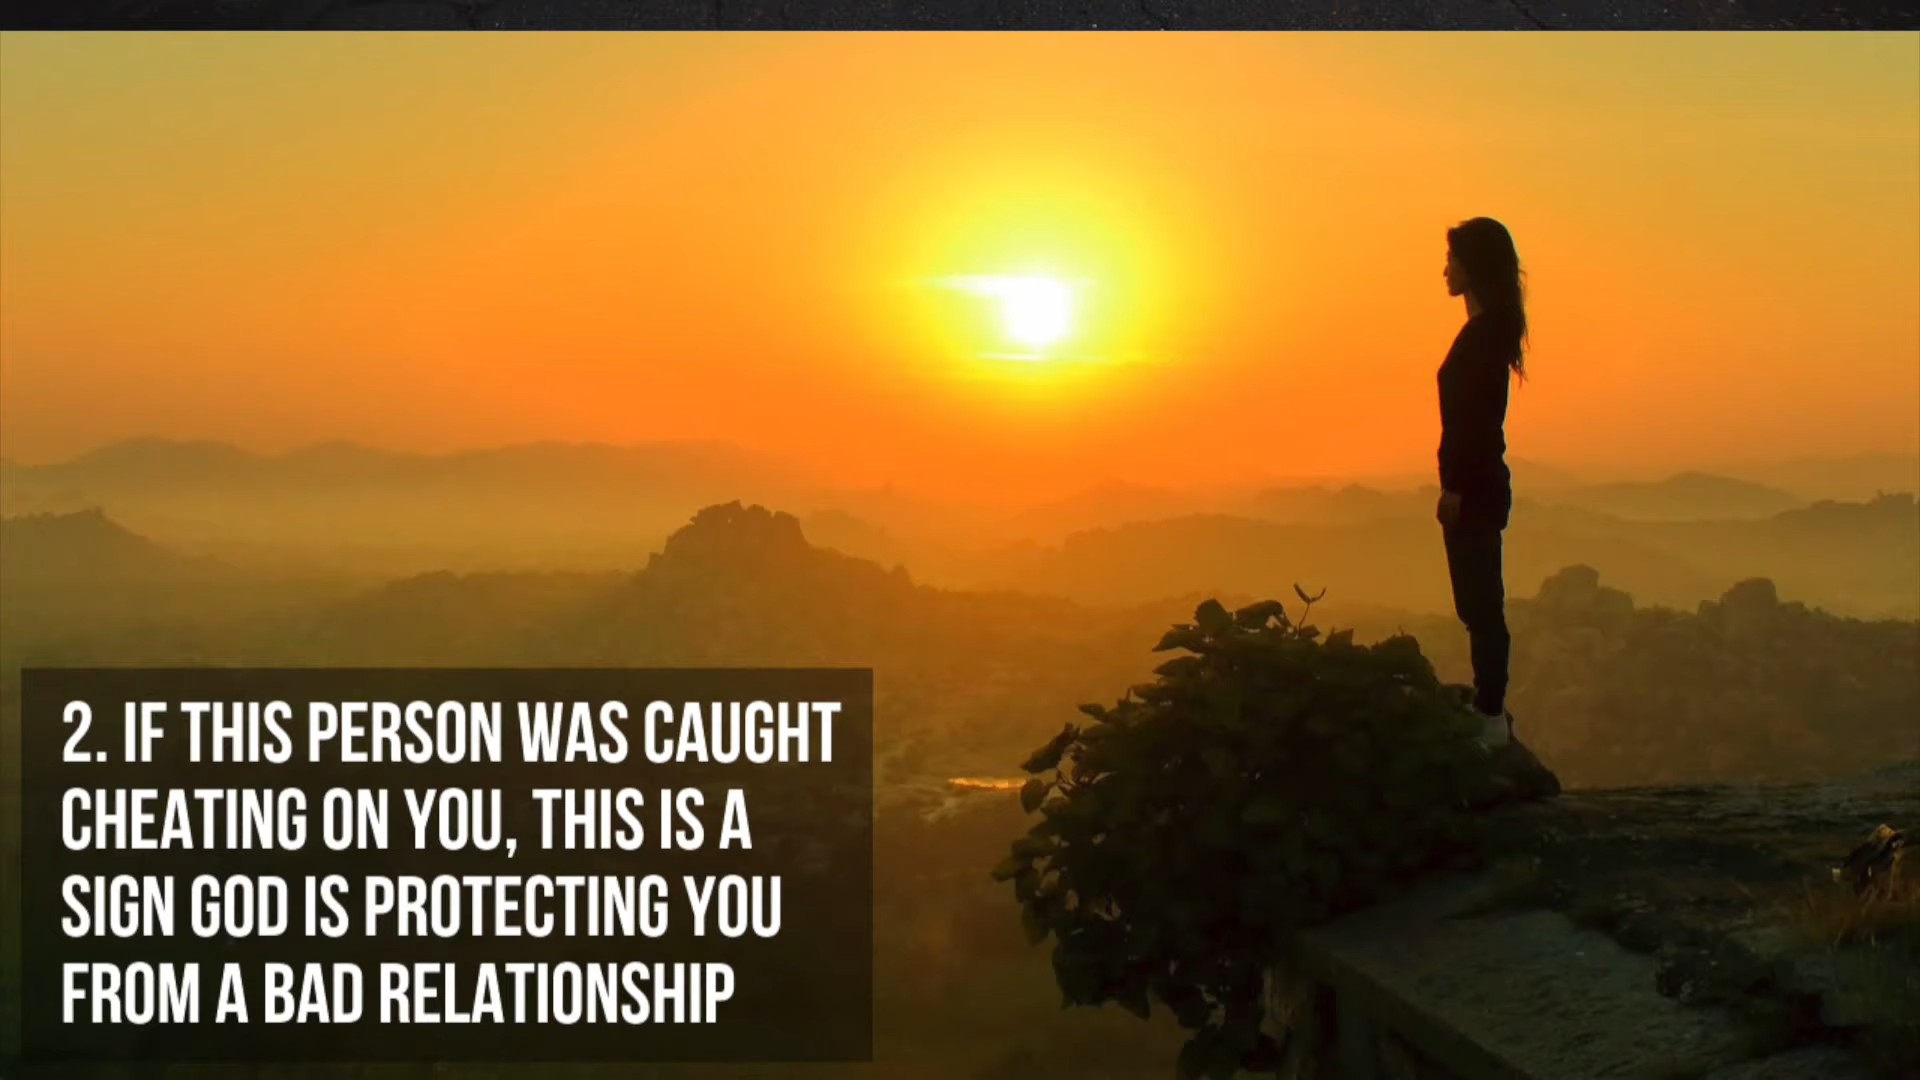 2. IF THIS PERSON WAS CAUGHT
CHEATING ON YOU, THIS IS A
SIGN GOD IS PROTECTING YOU
FROM A BAD RELATIONSHIP